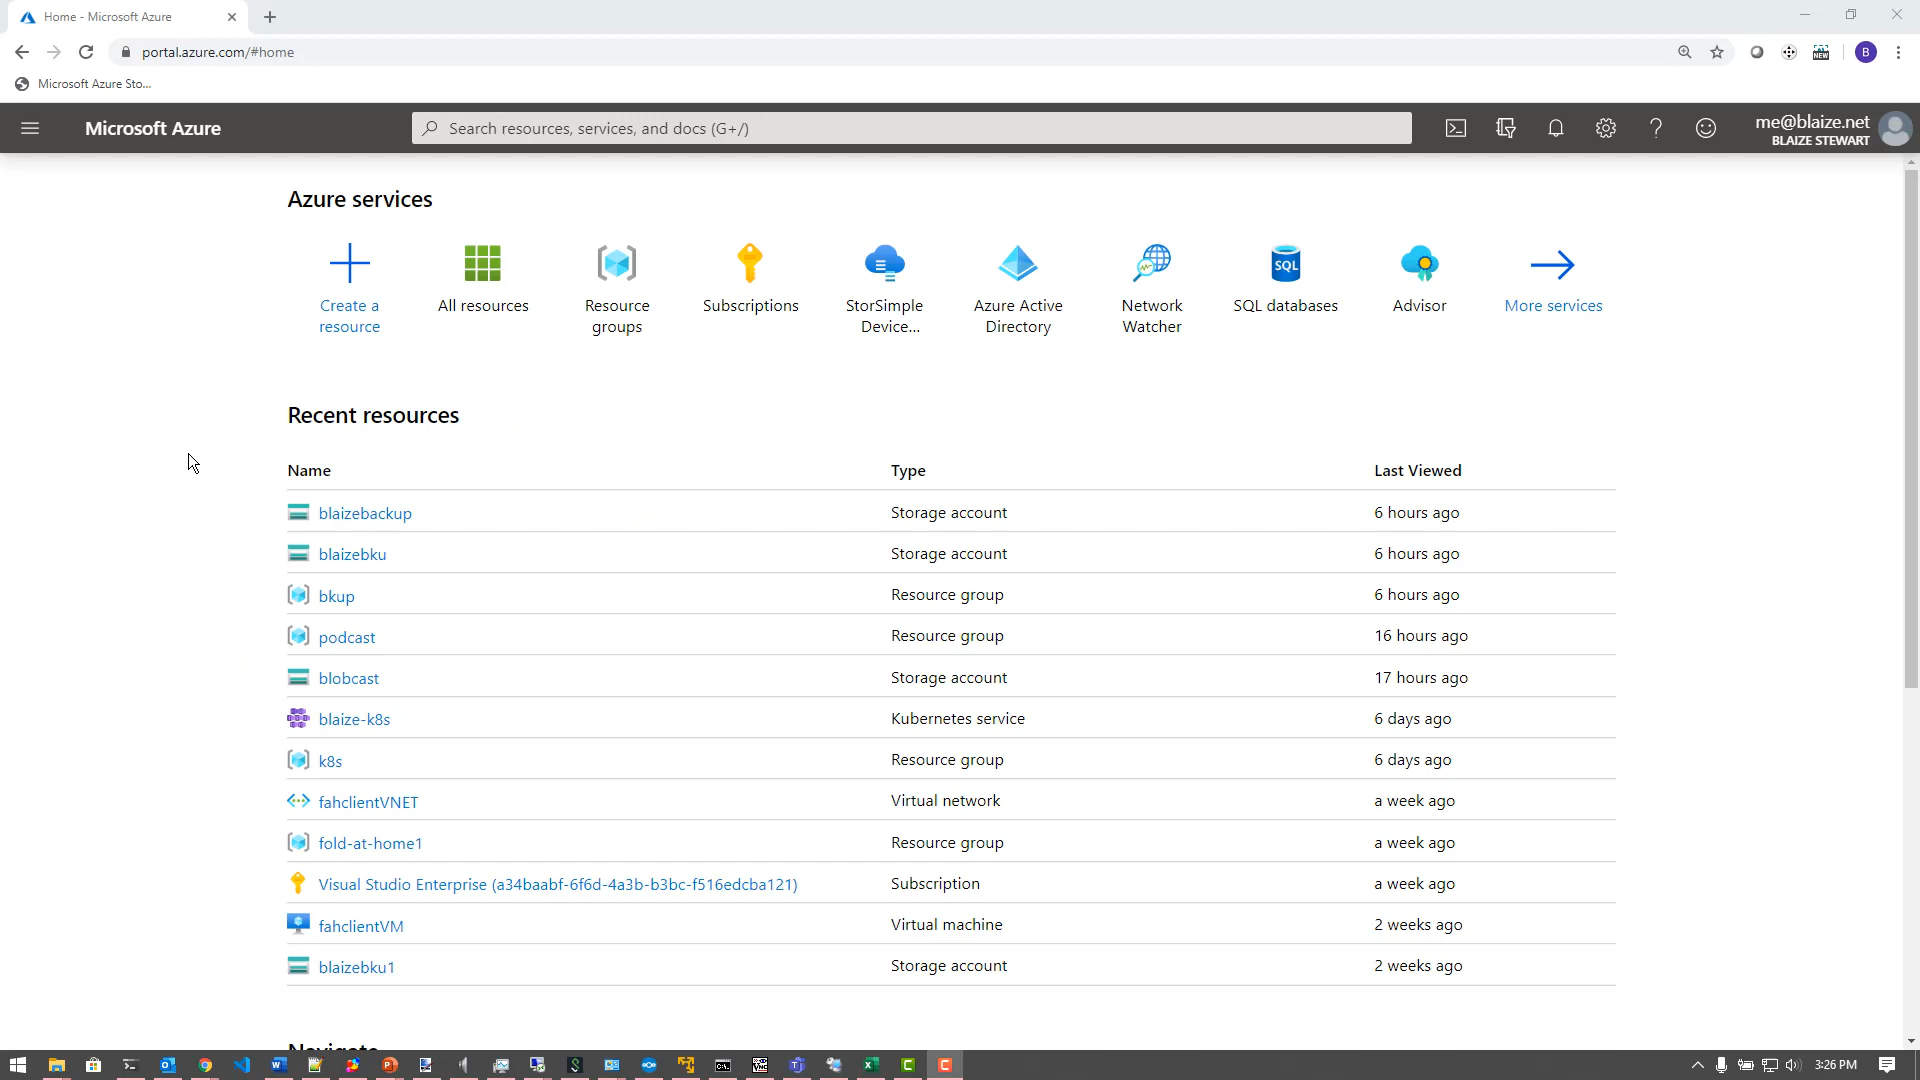 Home - Microsoft Azure
portal.azure.com/#home
NEW
B
Microsoft Azure Sto...
Microsoft Azure
Search resources, services, and docs (G+/)
me@blaize.net
BLAIZE STEWART
Azure services
Create a resource
All resources
Resource groups
Subscriptions
StorSimple Device...
Azure Active Directory
Network Watcher
SQL
SQL databases
Advisor
More services
Recent resources
Name Type Last Viewed
blaizebackup Storage account 6 hours ago
blaizebku Storage account 6 hours ago
bkup Resource group 6 hours ago
podcast Resource group 16 hours ago
blobcast Storage account 17 hours ago
blaize-k8s Kubernetes service 6 days ago
k8s Resource group 6 days ago
fahclientVNET Virtual network a week ago
fold-at-home1 Resource group a week ago
Visual Studio Enterprise (a34baabf-6f6d-4a3b-b3bc-f516edcba121) Subscription a week ago
fahclientVM Virtual machine 2 weeks ago
blaizebku1 Storage account 2 weeks ago
Navigate
3:26 PM